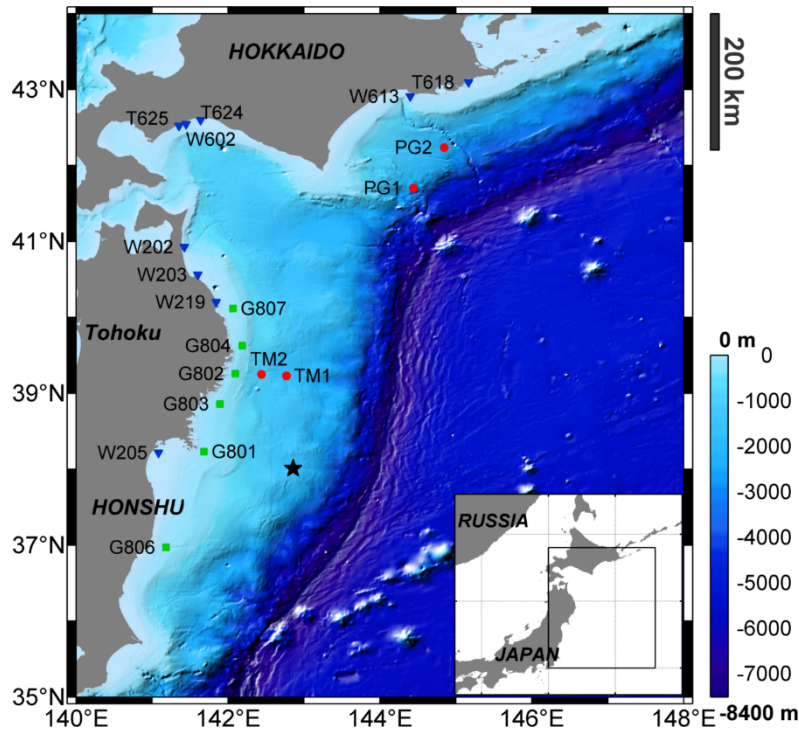 HOKKAIDO
200 km
43°N
T618
W613
T625
T624
W602
PG2
PG1
41°N
W202
W203
W219
G807
Tohoku
G804
TM2
0 m
0
39°N
G802
TM1
-1000
G803
-2000
W205
G801
-3000
HONSHU
RUSSIA
-4000
37°N
G806
-5000
-6000
JAPAN
-7000
35°N
-8400 m
140°E
142°E
144°E
146°E
148°E